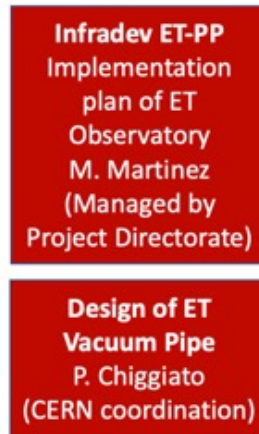 Infradev ET-PP
Implementation
plan of ET
Observatory
M. Martinez
(Managed by
Project Directorate)
Design of ET
Vacuum Pipe
P. Chiggiato
(CERN coordination)